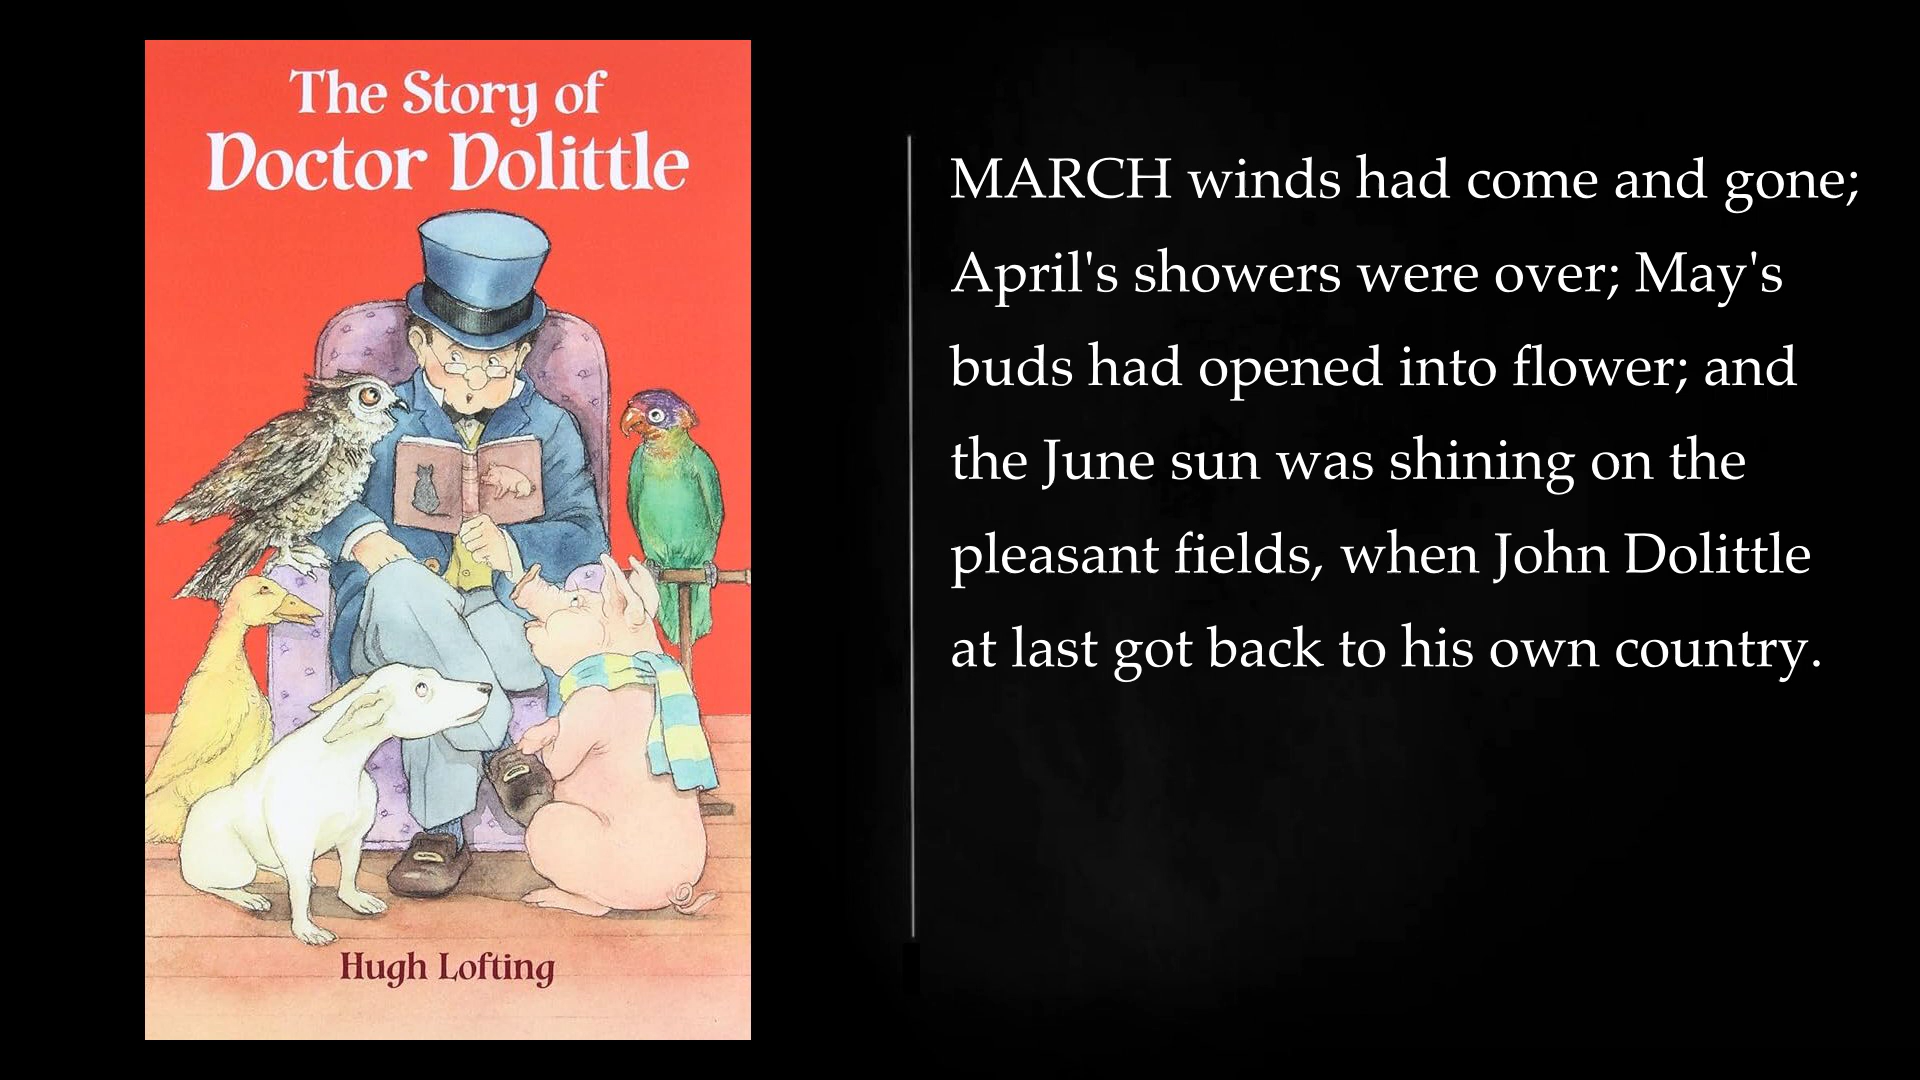 The Story of
Doctor Dolittle
Hugh Lofting
MARCH winds had come and gone;
April's showers were over; May's
buds had opened into flower; and
the June sun was shining on the
pleasant fields, when John Dolittle
at last got back to his own country.